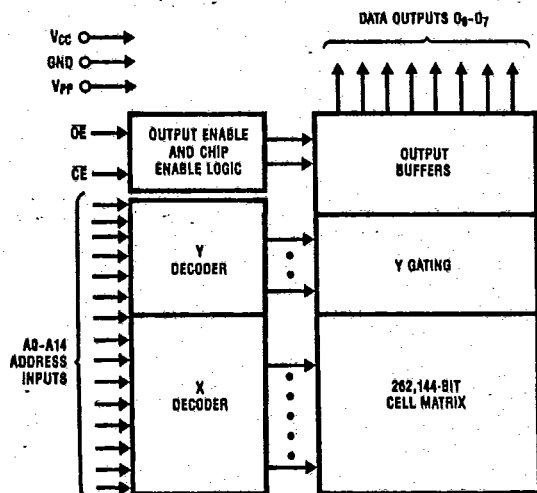 DATA OUTPUTS O0-O7
VCC
GND
VPP
OE
CE
OUTPUT ENABLE
AND CHIP
ENABLE LOGIC
OUTPUT
BUFFERS
Y
DECODER
Y GATING
A0-A14
ADDRESS
INPUTS
X
DECODER
262,144-BIT
CELL MATRIX